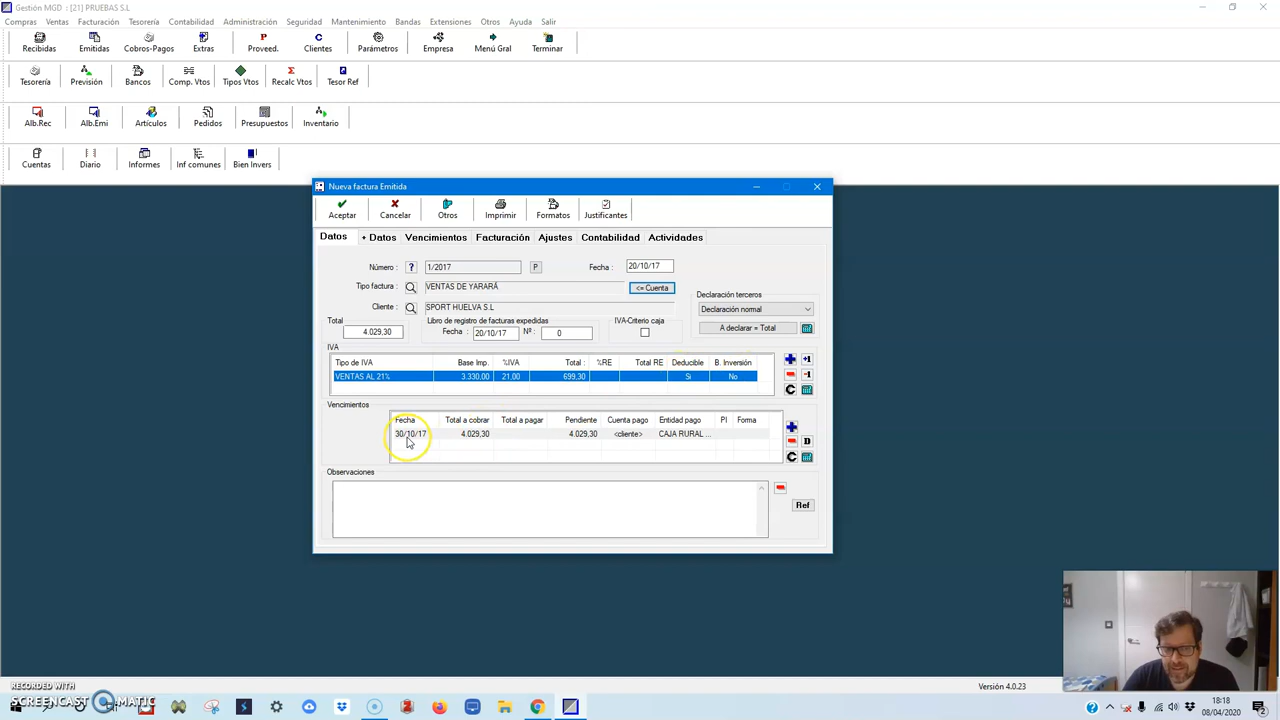 Gestión MGD : [21] PRUEBAS S.L
Compras Ventas Facturación Tesorería Contabilidad Administración Seguridad Mantenimiento Bandas Extensiones Otros Ayuda Salir
Recibidas Emitidas Cobros-Pagos Extras Proveed. Clientes Parámetros Empresa Menú Gral Terminar
Tesorería Previsión Bancos Comp. Vtos Tipos Vtos Recalc Vtos Tesor Ref
Alb.Rec Alb.Emi Artículos Pedidos Presupuestos Inventario
Cuentas Diario Informes Inf comunes Bien Invers
Nueva factura Emitida
Aceptar Cancelar Otros Imprimir Formatos Justificantes
Datos + Datos Vencimientos Facturación Ajustes Contabilidad Actividades
Número : ? 1/2017 P Fecha : 20/10/17
Tipo factura : VENTAS DE YARARÁ <= Cuenta
Declaración terceros
Cliente : SPORT HUELVA S.L Declaración normal
Total Libro de registro de facturas expedidas IVA-Criterio caja
4.029,30 Fecha : 20/10/17 Nº : 0 A declarar = Total
IVA
Tipo de IVA Base Imp. %IVA Total : %RE Total RE Deducible B. Inversión +1
VENTAS AL 21% 3.330,00 21,00 699,30 Si No -1
C
Vencimientos
Fecha Total a cobrar Total a pagar Pendiente Cuenta pago Entidad pago PI Forma
30/10/17 4.029,30 4.029,30 <cliente> CAJA RURAL ... D
C
Observaciones
Ref
RECORDED WITH
SCREENCAST MATIC
Versión 4.0.23
18:18
08/04/2020
2